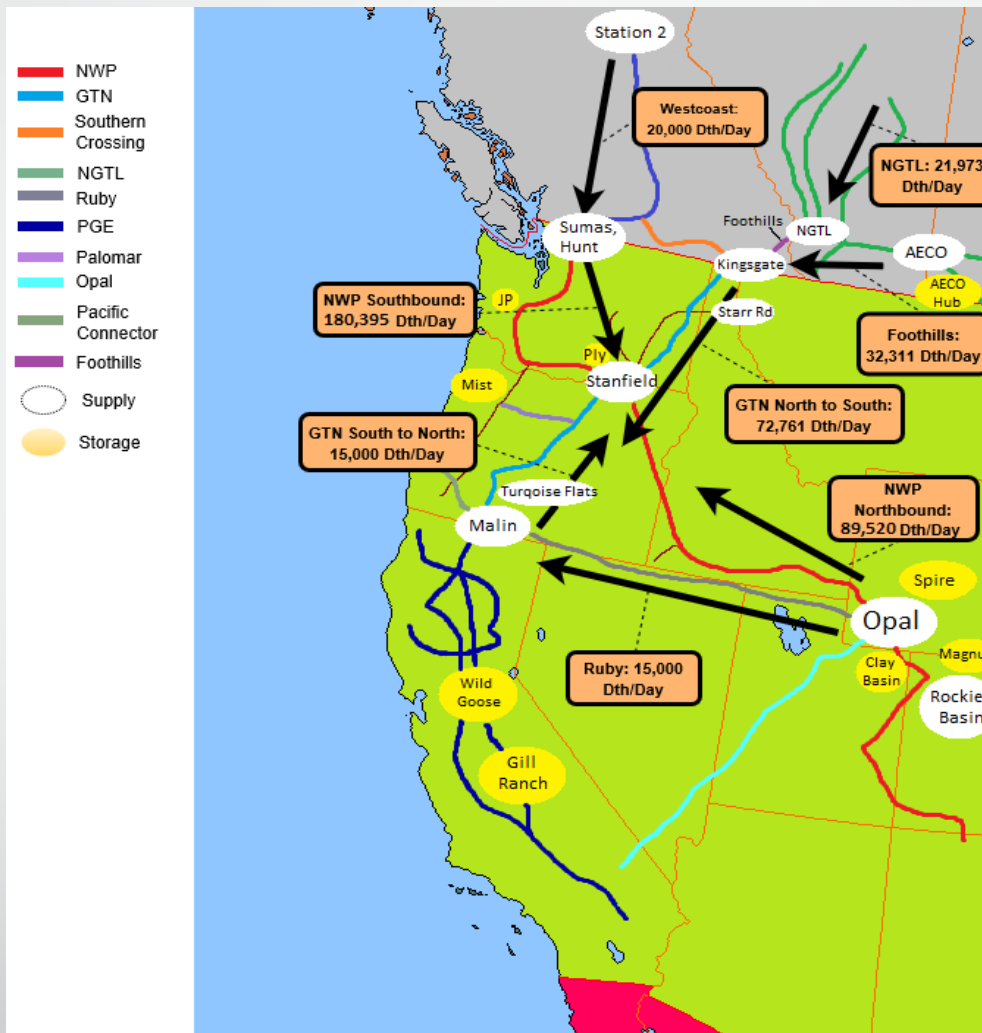 NWP
GTN
Southern
Crossing
NGTL
Ruby
PGE
Palomar
Opal
Pacific
Connector
Foothills
Supply
Storage
Station 2
Westcoast:
20,000 Dth/Day
NGTL: 21,973
Dth/Day
Sumas,
Hunt
Foothills
NGTL
Kingsgate
AECO
AECO
Hub
NWP Southbound:
180,395 Dth/Day
JP
Starr Rd
Foothills:
32,311 Dth/Day
Ply
Stanfield
Mist
GTN North to South:
72,761 Dth/Day
GTN South to North:
15,000 Dth/Day
Turqoise Flats
Malin
NWP
Northbound:
89,520 Dth/Day
Spire
Opal
Clay
Basin
Magnu
Rockie
Basin
Ruby: 15,000
Dth/Day
Wild
Goose
Gill
Ranch